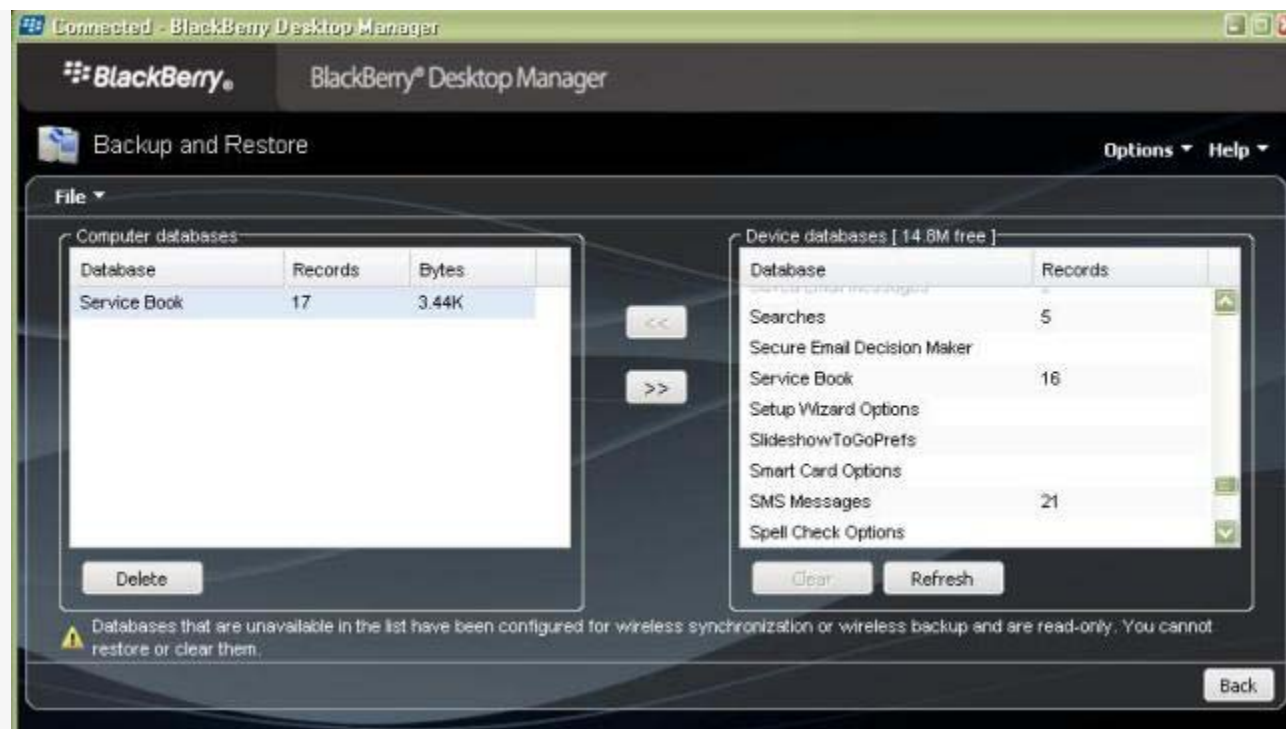 Connected - BlackBerry Desktop Manager
BlackBerry® BlackBerry® Desktop Manager
Backup and Restore Options Help
File
Computer databases
Database Records Bytes
Service Book 17 3.44K
Delete
<<
>>
Device databases [ 14.8M free ]
Database Records
Saved Email Messages
Searches 5
Secure Email Decision Maker
Service Book 16
Setup Wizard Options
SlideshowToGoPrefs
Smart Card Options
SMS Messages 21
Spell Check Options
Clear Refresh
Databases that are unavailable in the list have been configured for wireless synchronization or wireless backup and are read-only. You cannot
restore or clear them.
Back